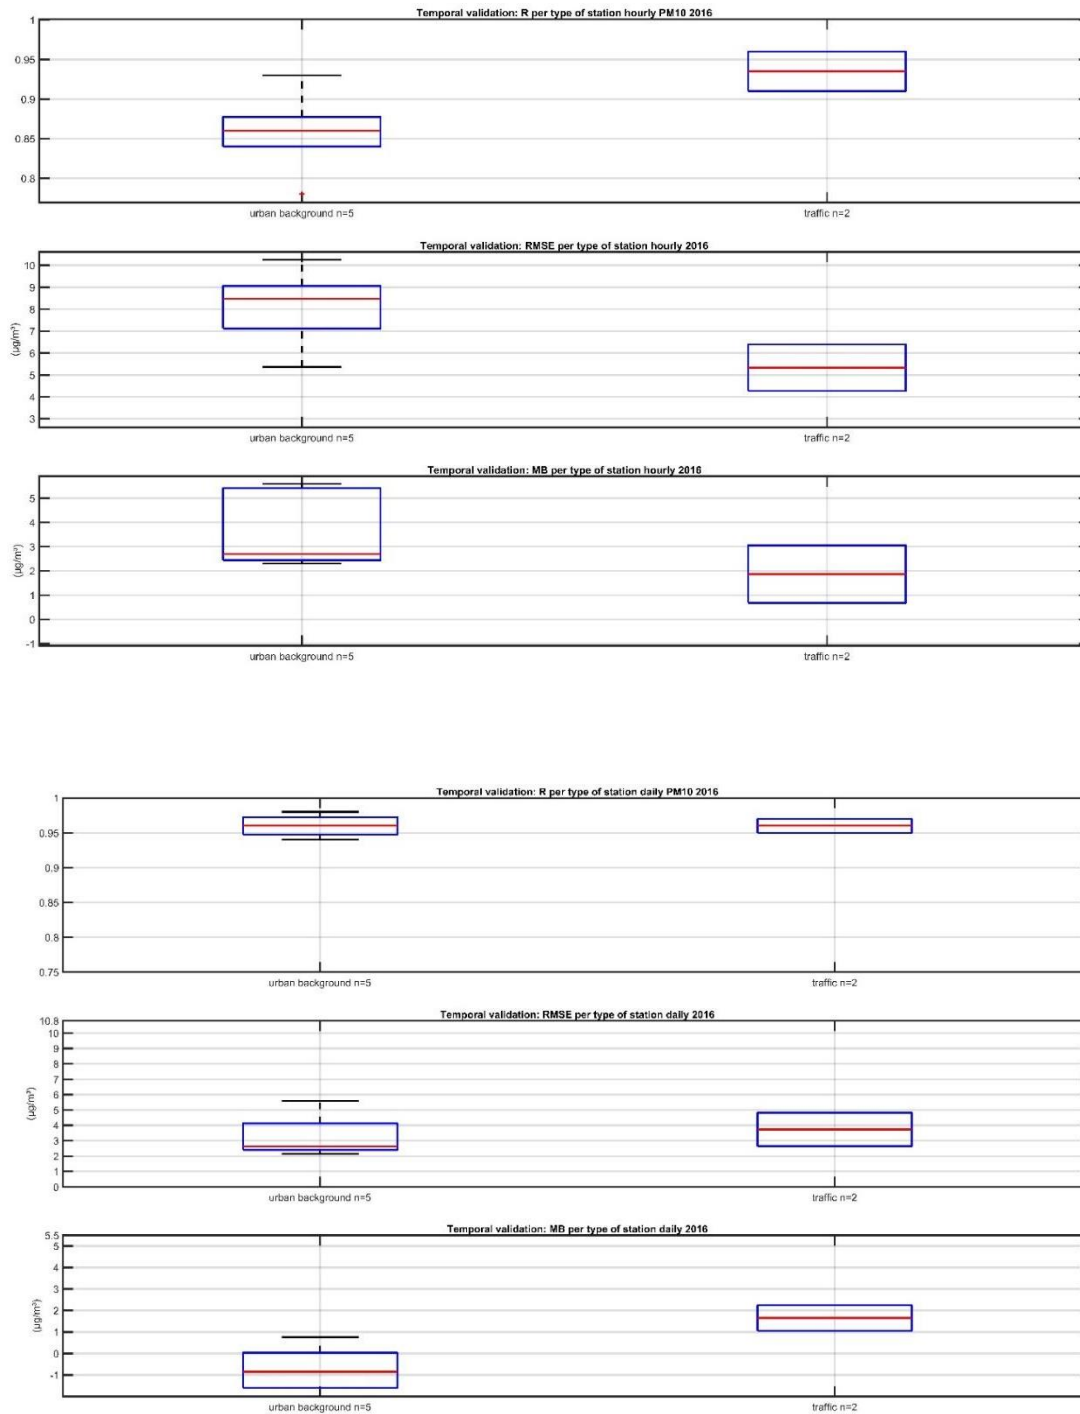 Temporal validation: R per type of station hourly PM10 2016
1
0.95
0.9
0.85
0.8
urban background n=5 traffic n=2
Temporal validation: RMSE per type of station hourly 2016
10
9
8
7
6
5
4
3
(µg/m³)
urban background n=5 traffic n=2
Temporal validation: MB per type of station hourly 2016
5
4
3
2
1
0
-1
(µg/m³)
urban background n=5 traffic n=2
Temporal validation: R per type of station daily PM10 2016
1
0.95
0.9
0.85
0.8
0.75
urban background n=5 traffic n=2
Temporal validation: RMSE per type of station daily 2016
10.8
10
9
8
7
6
5
4
3
2
1
0
(µg/m³)
urban background n=5 traffic n=2
Temporal validation: MB per type of station daily 2016
5.5
5
4
3
2
1
0
-1
(µg/m³)
urban background n=5 traffic n=2